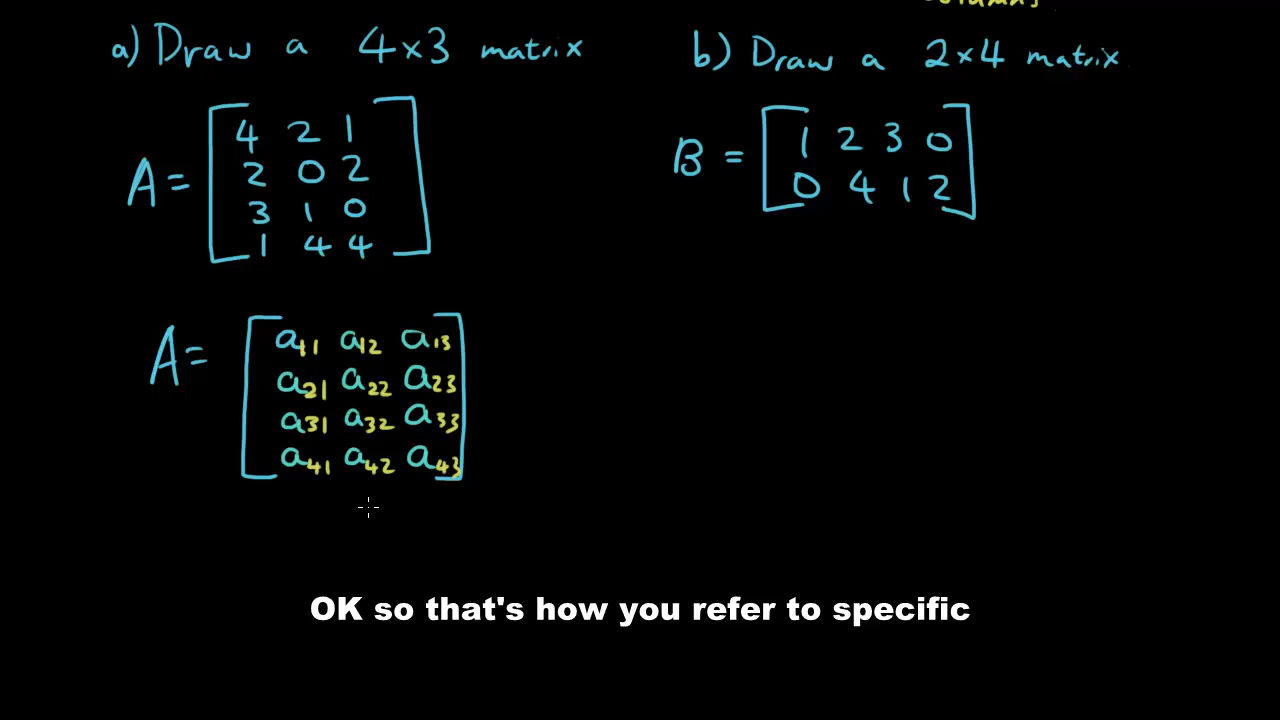 columns
a) Draw a 4×3 matrix
A = [4 2 1
2 0 2
3 1 0
1 4 4]
b) Draw a 2×4 matrix
B = [1 2 3 0
0 4 1 2]
A = [a11 a12 a13
a21 a22 a23
a31 a32 a33
a41 a42 a43]
OK so that's how you refer to specific